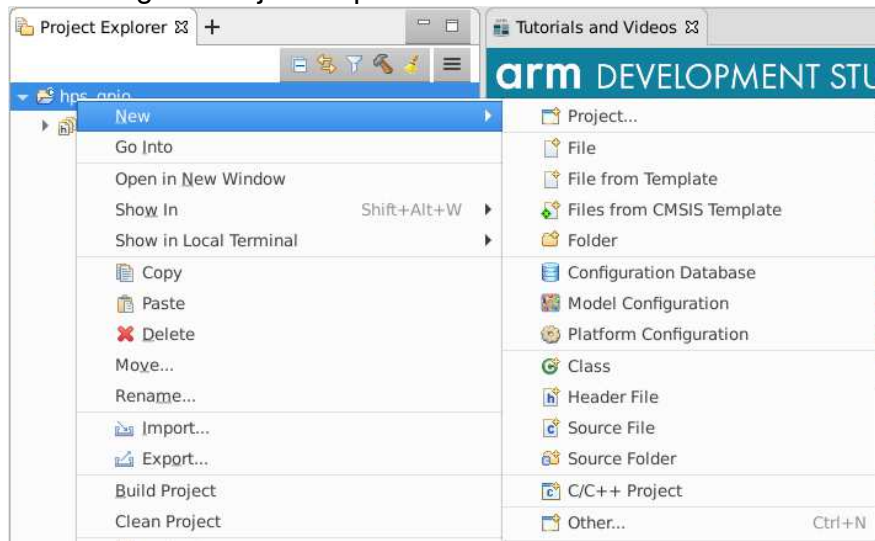 Project Explorer
Tutorials and Videos
arm DEVELOPMENT STU
New
Project...
Go Into
File
Open in New Window
File from Template
Show In Shift+Alt+W
Files from CMSIS Template
Show in Local Terminal
Folder
Copy
Configuration Database
Paste
Model Configuration
Delete
Platform Configuration
Move...
Class
Rename...
Header File
Import...
Source File
Export...
Source Folder
Build Project
C/C++ Project
Clean Project
Other... Ctrl+N